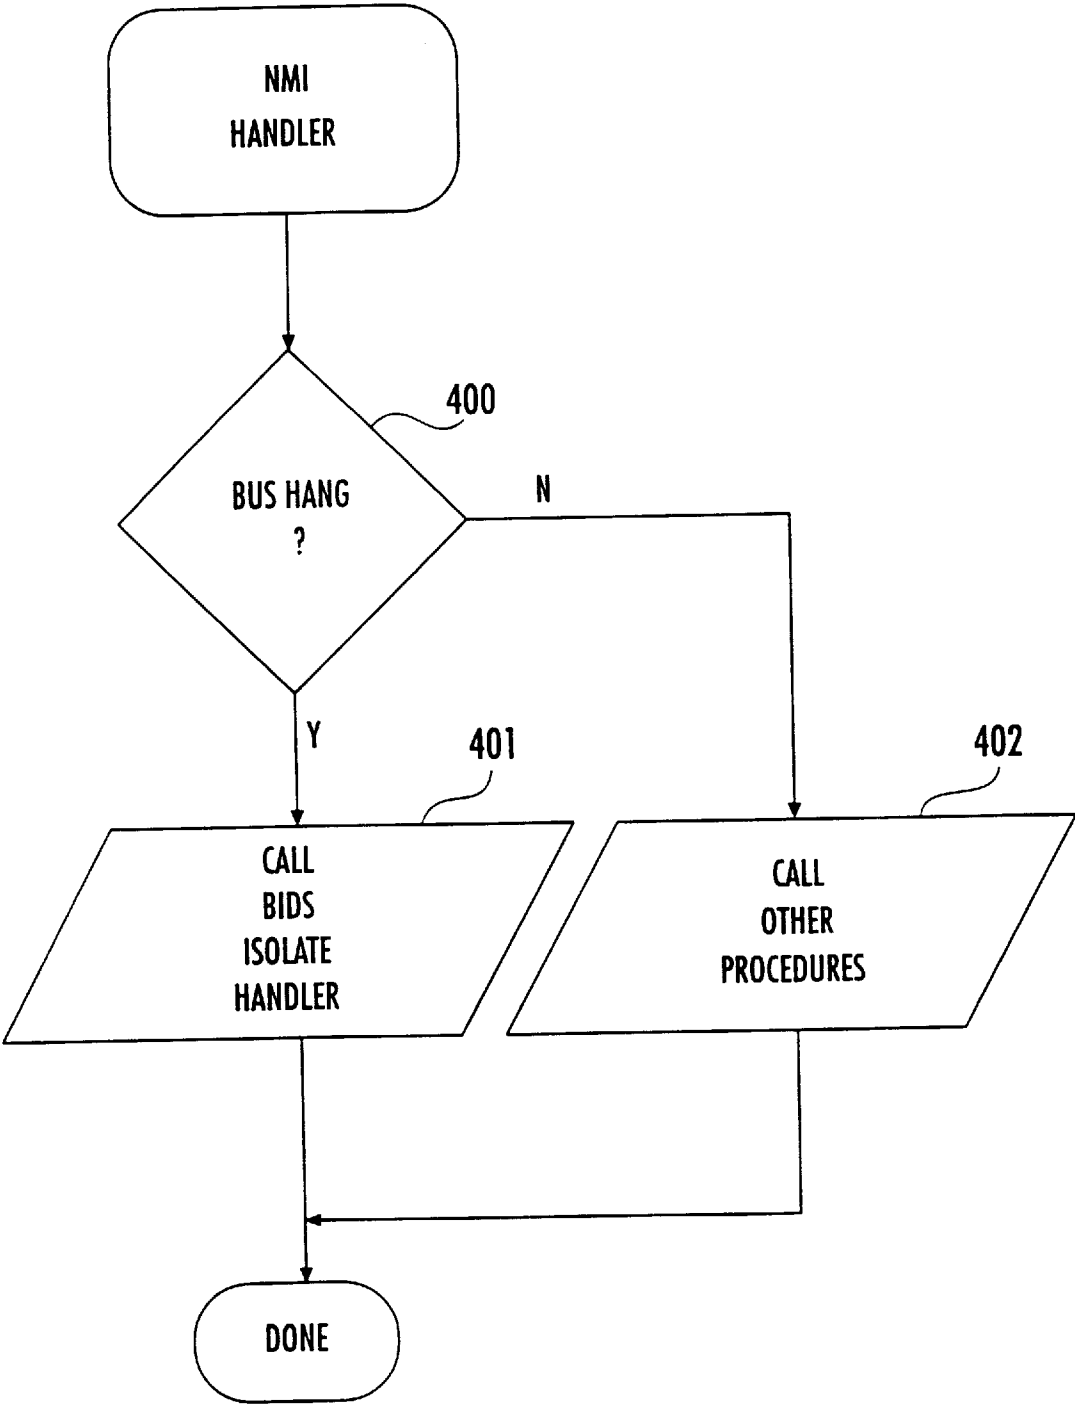 NMI
HANDLER
400
BUS HANG
?
N
Y
401
402
CALL
BIDS
ISOLATE
HANDLER
CALL
OTHER
PROCEDURES
DONE